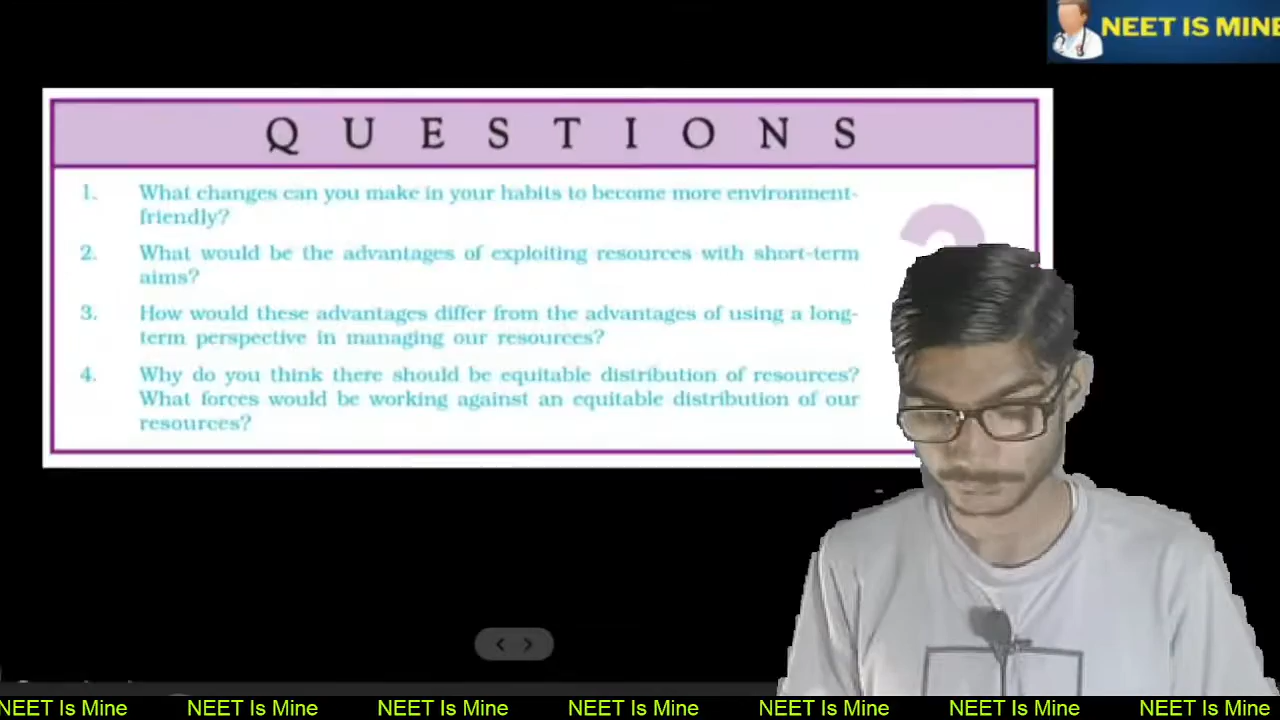 NEET IS MINE
Q U E S T I O N S
1. What changes can you make in your habits to become more environment-
friendly?
2. What would be the advantages of exploiting resources with short-term
aims?
3. How would these advantages differ from the advantages of using a long-
term perspective in managing our resources?
4. Why do you think there should be equitable distribution of resources?
What forces would be working against an equitable distribution of our
resources?
NEET Is Mine NEET Is Mine NEET Is Mine NEET Is Mine NEET Is Mine NEET Is Mine NEET Is Mine